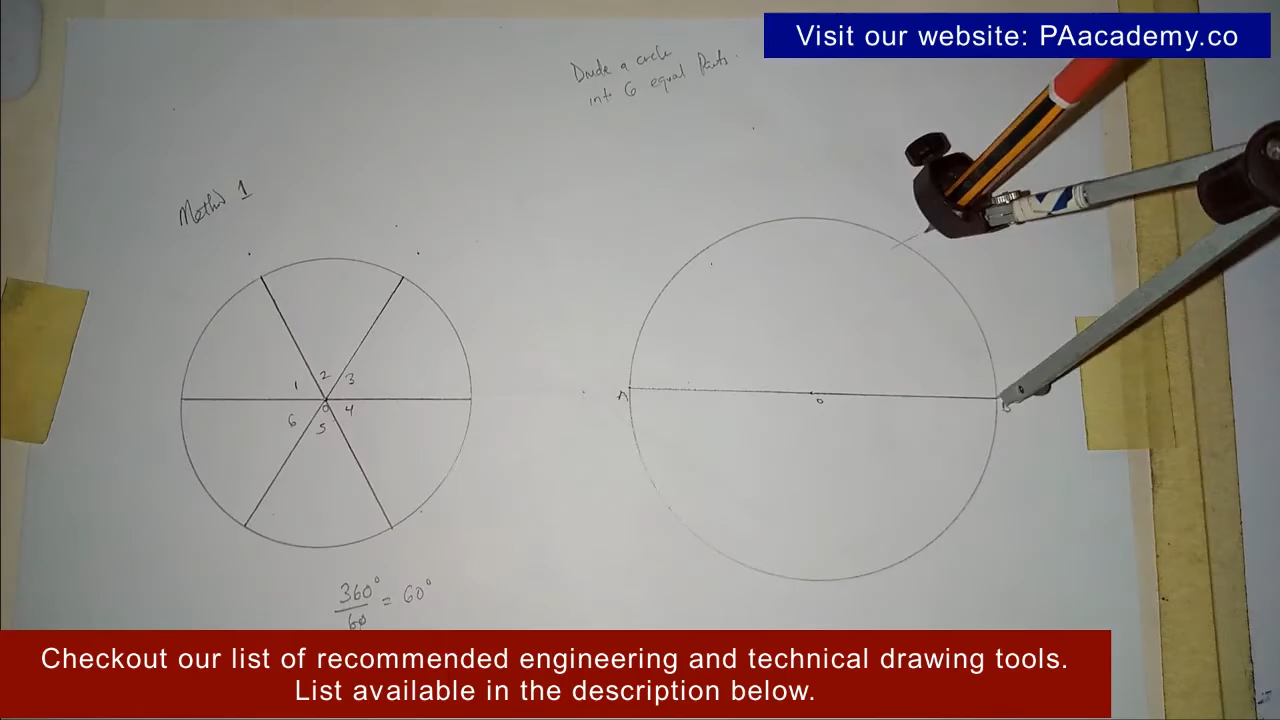 Visit our website: PAacademy.co
Divide a circle
into 6 equal Parts.
Method 1
1 2 3
6 0 4
5
A 0 B
360° = 60°
60
Checkout our list of recommended engineering and technical drawing tools.
List available in the description below.